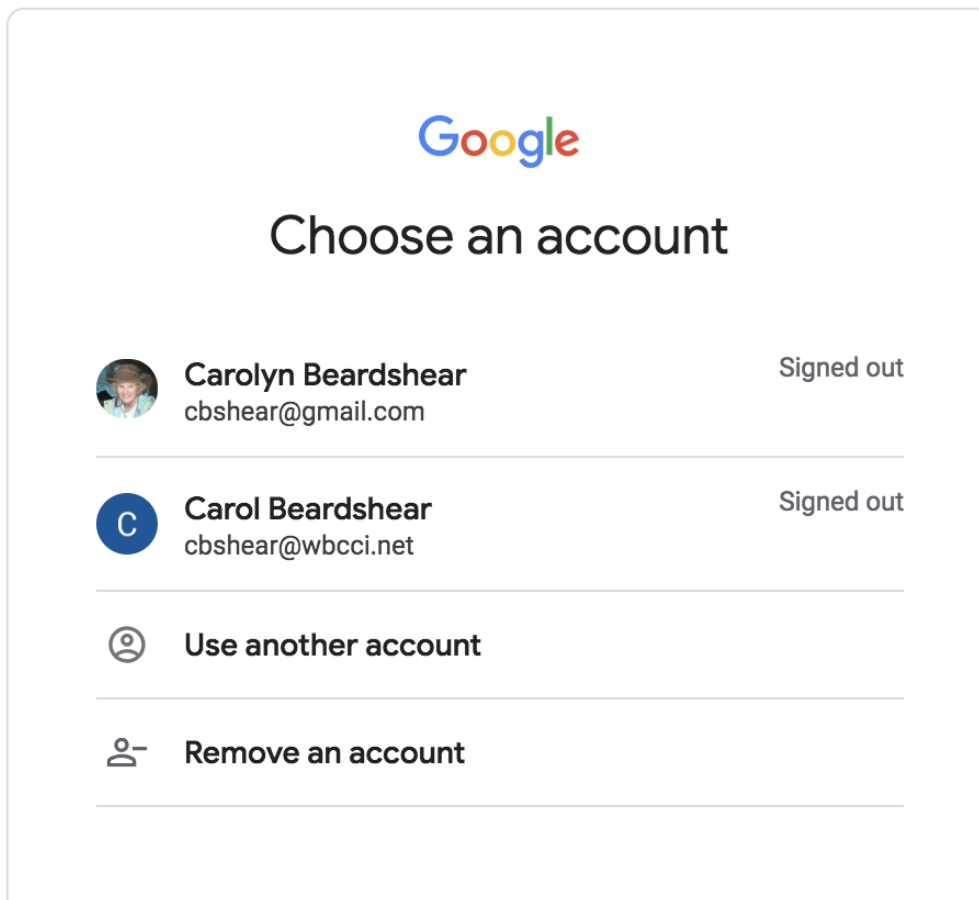 Google
Choose an account
Carolyn Beardshear
Signed out
cbshear@gmail.com
Carol Beardshear
Signed out
cbshear@wbcci.net
C
Use another account
Remove an account